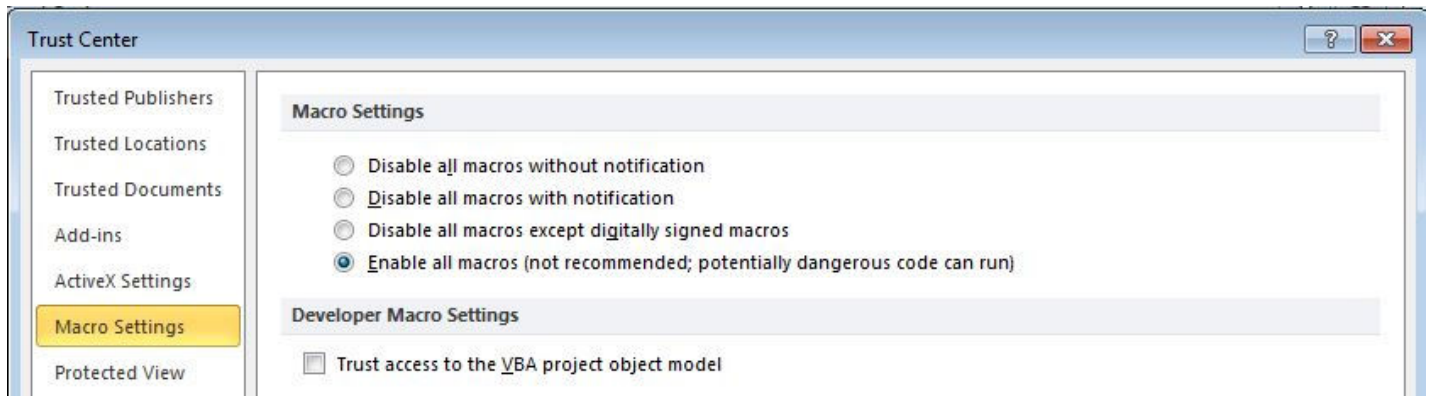 Trust Center
Trusted Publishers
Trusted Locations
Trusted Documents
Add-ins
ActiveX Settings
Macro Settings
Protected View
Macro Settings
Disable all macros without notification
Disable all macros with notification
Disable all macros except digitally signed macros
Enable all macros (not recommended; potentially dangerous code can run)
Developer Macro Settings
Trust access to the VBA project object model